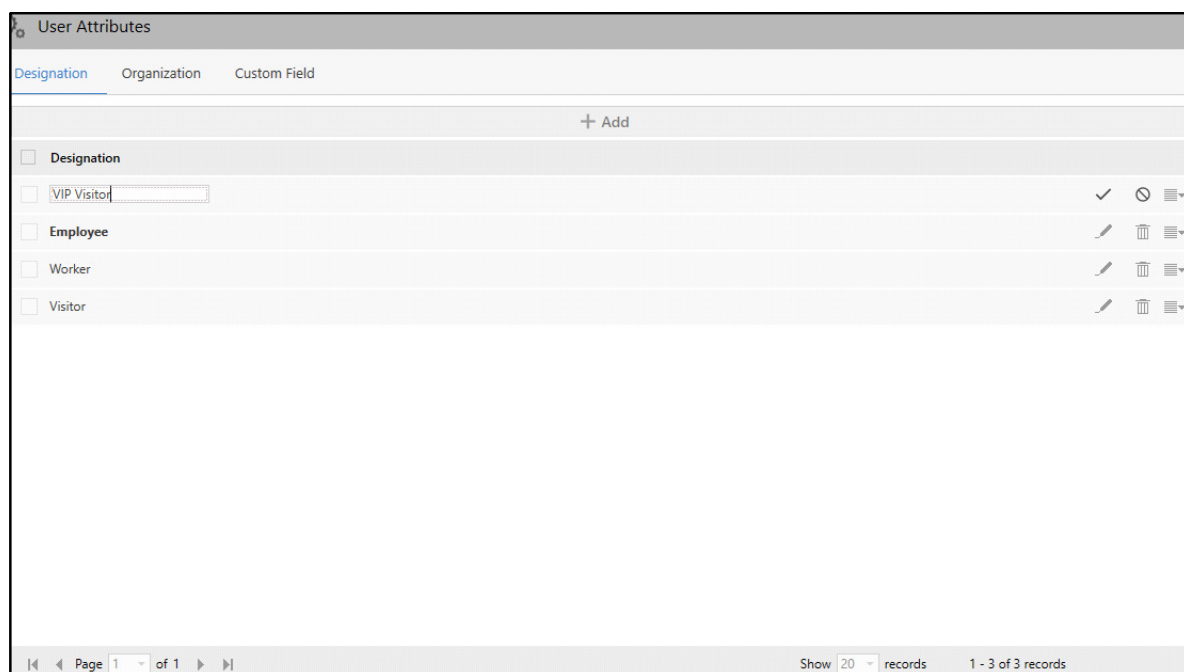 User Attributes
Designation Organization Custom Field
+ Add
Designation
VIP Visitor
Employee
Worker
Visitor
Page 1 of 1 Show 20 records 1 - 3 of 3 records